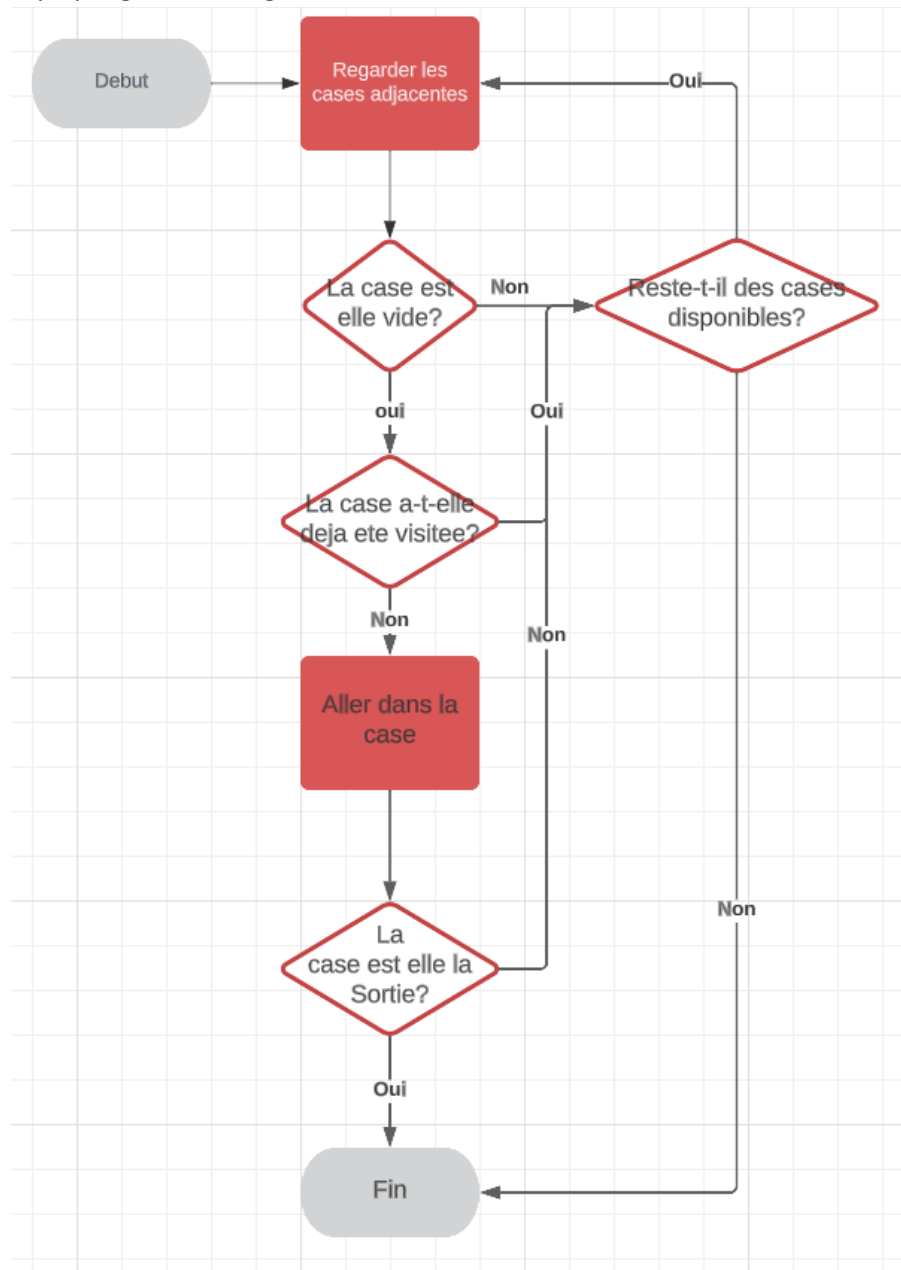 Debut
Regarder les
cases adjacentes
Oui
La case est
elle vide?
Non
Reste-t-il des cases
disponibles?
oui
Oui
La case a-t-elle
deja ete visitee?
Non
Non
Aller dans la
case
Non
La
case est elle la
Sortie?
Oui
Fin